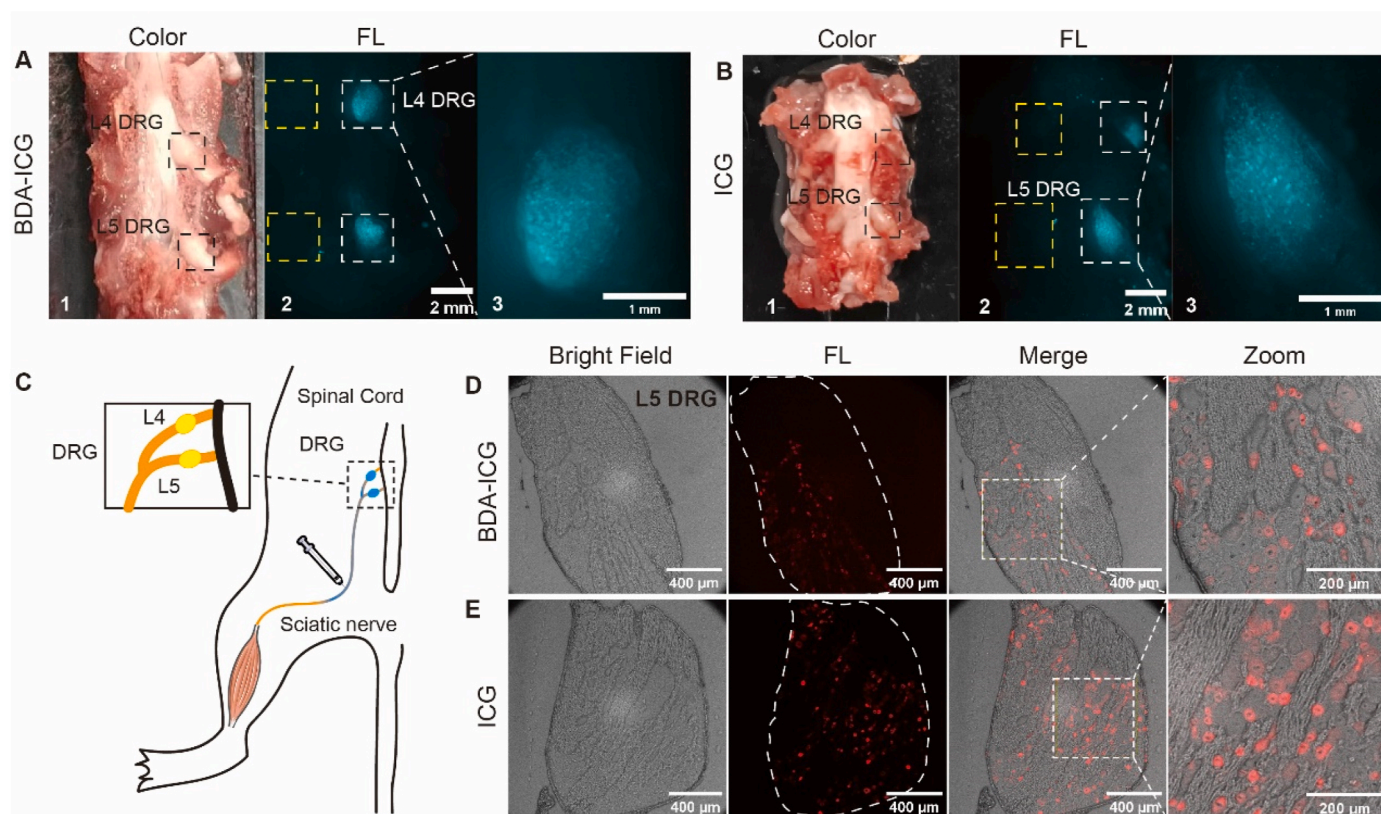 A
Color
FL
BDA-ICG
L4 DRG
L5 DRG
L4 DRG
1
2
2 mm
3
1 mm
B
Color
FL
ICG
L4 DRG
L5 DRG
L5 DRG
1
2
2 mm
3
1 mm
C
Spinal Cord
DRG
DRG
L4
L5
Sciatic nerve
Bright Field
FL
Merge
Zoom
D
BDA-ICG
L5 DRG
400 µm
400 µm
400 µm
200 µm
E
ICG
400 µm
400 µm
400 µm
200 µm